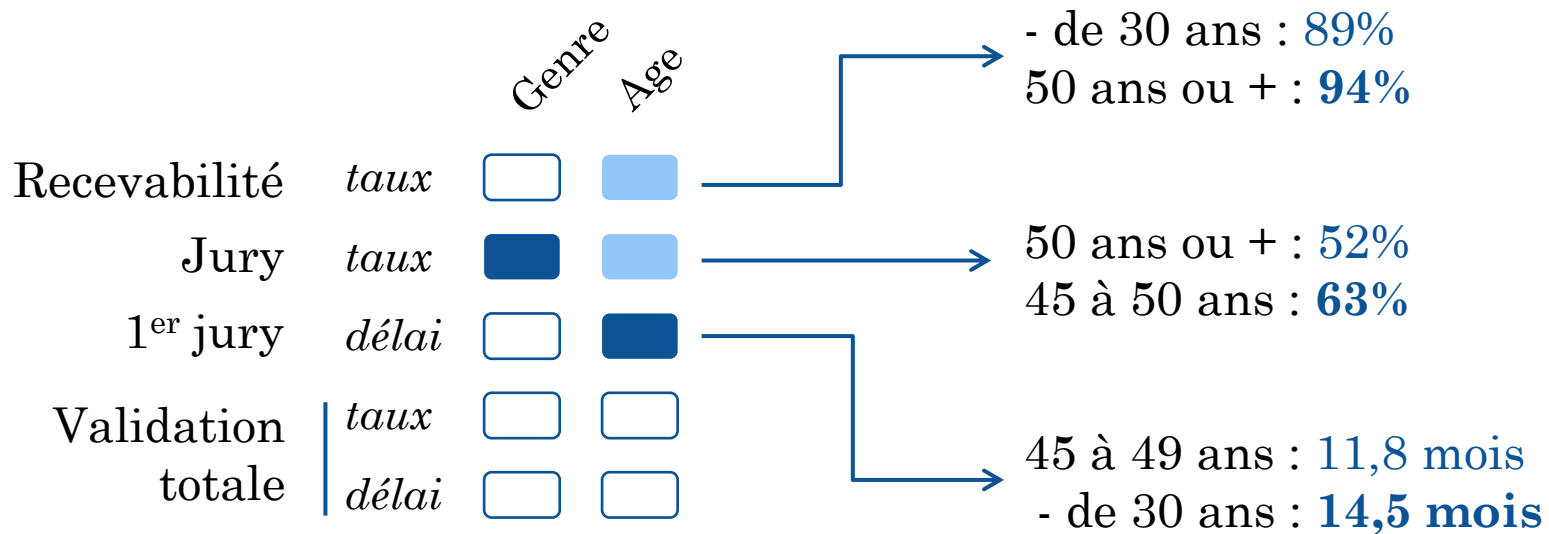 Genre
Age
Recevabilité taux
Jury taux
1er jury délai
Validation totale
taux
délai
- de 30 ans : 89%
50 ans ou + : 94%
50 ans ou + : 52%
45 à 50 ans : 63%
45 à 49 ans : 11,8 mois
- de 30 ans : 14,5 mois